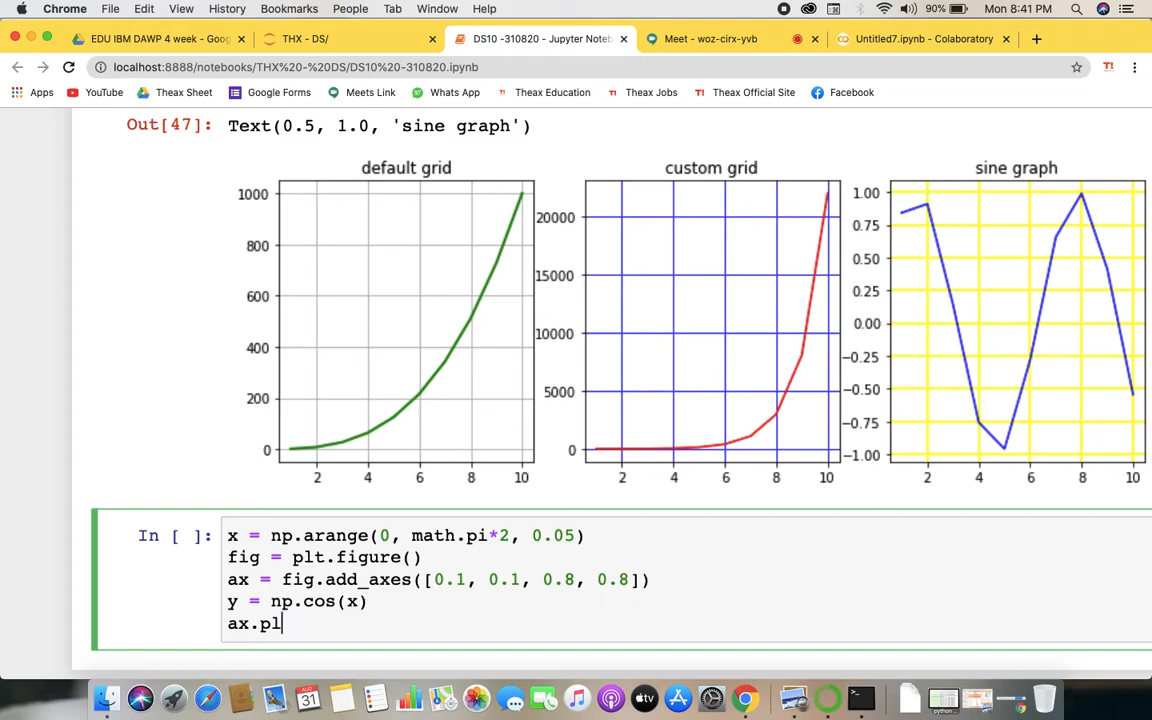 Chrome File Edit View History Bookmarks People Tab Window Help 90% Mon 8:41 PM
EDU IBM DAWP 4 week - Goog × THX - DS/ × DS10 -310820 - Jupyter Noteb × Meet - woz-cirx-yvb × Untitled7.ipynb - Colaboratory × +
localhost:8888/notebooks/THX%20-%20DS/DS10%20-310820.ipynb T!
Apps YouTube Theax Sheet Google Forms Meets Link Whats App T! Theax Education T! Theax Jobs T! Theax Official Site Facebook
Out[47]: Text(0.5, 1.0, 'sine graph')
default grid
1000
800
600
400
200
0
2 4 6 8 10
custom grid
20000
15000
10000
5000
0
2 4 6 8 10
sine graph
1.00
0.75
0.50
0.25
0.00
−0.25
−0.50
−0.75
−1.00
2 4 6 8 10
In [ ]: x = np.arange(0, math.pi*2, 0.05)
fig = plt.figure()
ax = fig.add_axes([0.1, 0.1, 0.8, 0.8])
y = np.cos(x)
ax.pl